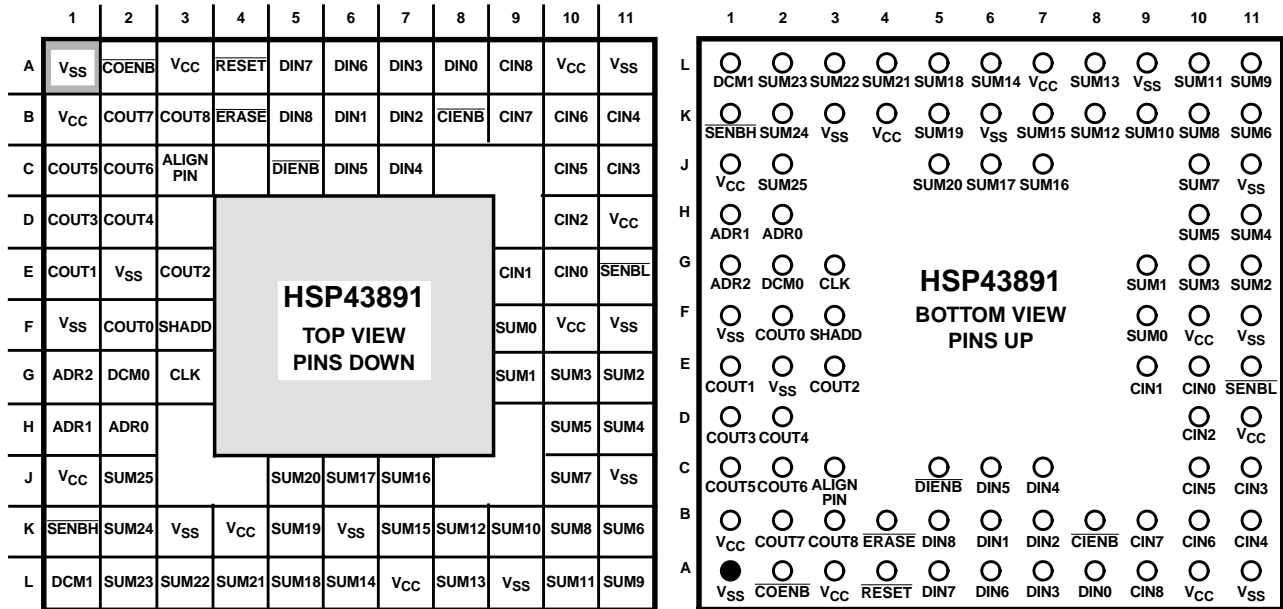 1 2 3 4 5 6 7 8 9 10 11
A VSS COENB VCC RESET DIN7 DIN6 DIN3 DIN0 CIN8 VCC VSS
B VCC COUT7 COUT8 ERASE DIN8 DIN1 DIN2 CIENB CIN7 CIN6 CIN4
C COUT5 COUT6 ALIGN PIN DIENB DIN5 DIN4 CIN5 CIN3
D COUT3 COUT4 CIN2 VCC
E COUT1 VSS COUT2 CIN1 CIN0 SENBL
F VSS COUT0 SHADD SUM0 VCC VSS
G ADR2 DCM0 CLK SUM1 SUM3 SUM2
H ADR1 ADR0 SUM5 SUM4
J VCC SUM25 SUM20 SUM17 SUM16 SUM7 VSS
K SENBH SUM24 VSS VCC SUM19 VSS SUM15 SUM12 SUM10 SUM8 SUM6
L DCM1 SUM23 SUM22 SUM21 SUM18 SUM14 VCC SUM13 VSS SUM11 SUM9
HSP43891
TOP VIEW
PINS DOWN
1 2 3 4 5 6 7 8 9 10 11
L DCM1 SUM23 SUM22 SUM21 SUM18 SUM14 VCC SUM13 VSS SUM11 SUM9
K SENBH SUM24 VSS VCC SUM19 VSS SUM15 SUM12 SUM10 SUM8 SUM6
J VCC SUM25 SUM20 SUM17 SUM16 SUM7 VSS
H ADR1 ADR0 SUM5 SUM4
G ADR2 DCM0 CLK SUM1 SUM3 SUM2
F VSS COUT0 SHADD SUM0 VCC VSS
E COUT1 VSS COUT2 CIN1 CIN0 SENBL
D COUT3 COUT4 CIN2 VCC
C COUT5 COUT6 ALIGN PIN DIENB DIN5 DIN4 CIN5 CIN3
B VCC COUT7 COUT8 ERASE DIN8 DIN1 DIN2 CIENB CIN7 CIN6 CIN4
A VSS COENB VCC RESET DIN7 DIN6 DIN3 DIN0 CIN8 VCC VSS
HSP43891
BOTTOM VIEW
PINS UP